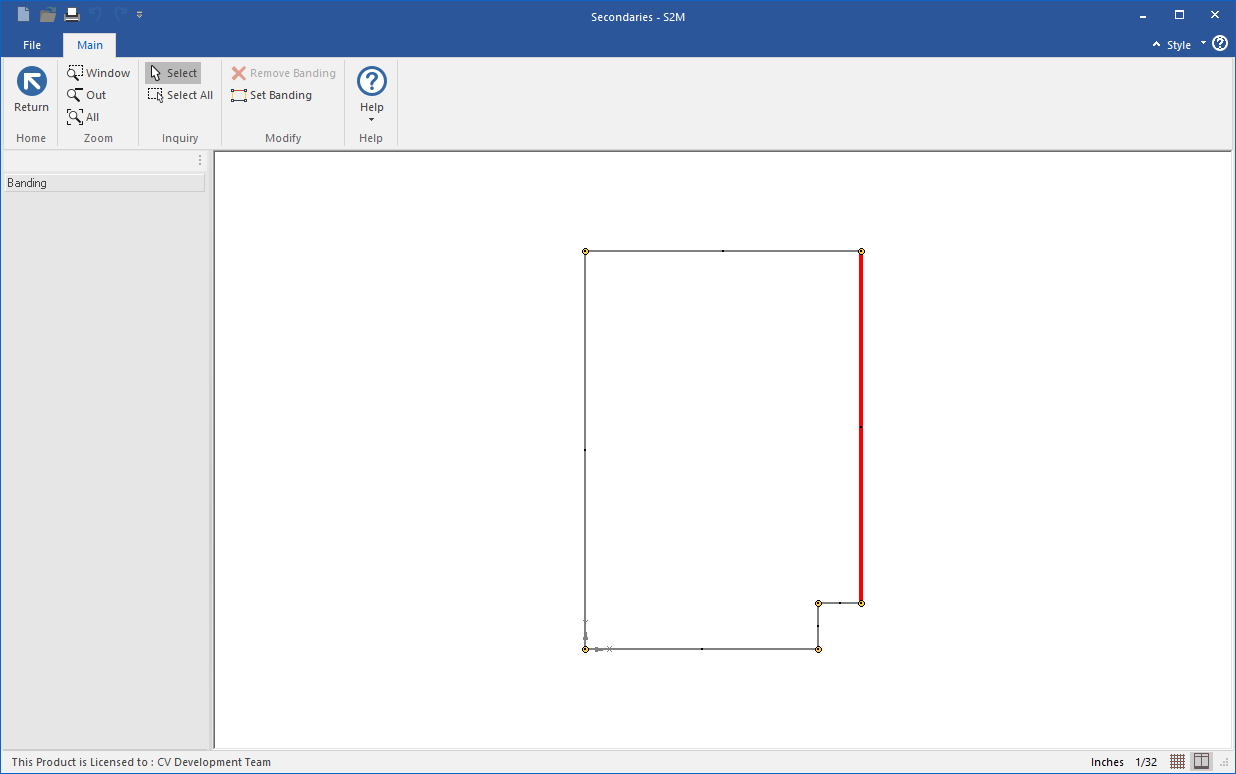 Secondaries - S2M
File Main Style
Return
Home
Window
Out
All
Zoom
Select
Select All
Inquiry
Remove Banding
Set Banding
Modify
Help
Help
Banding
Y
X
This Product is Licensed to : CV Development Team Inches 1/32